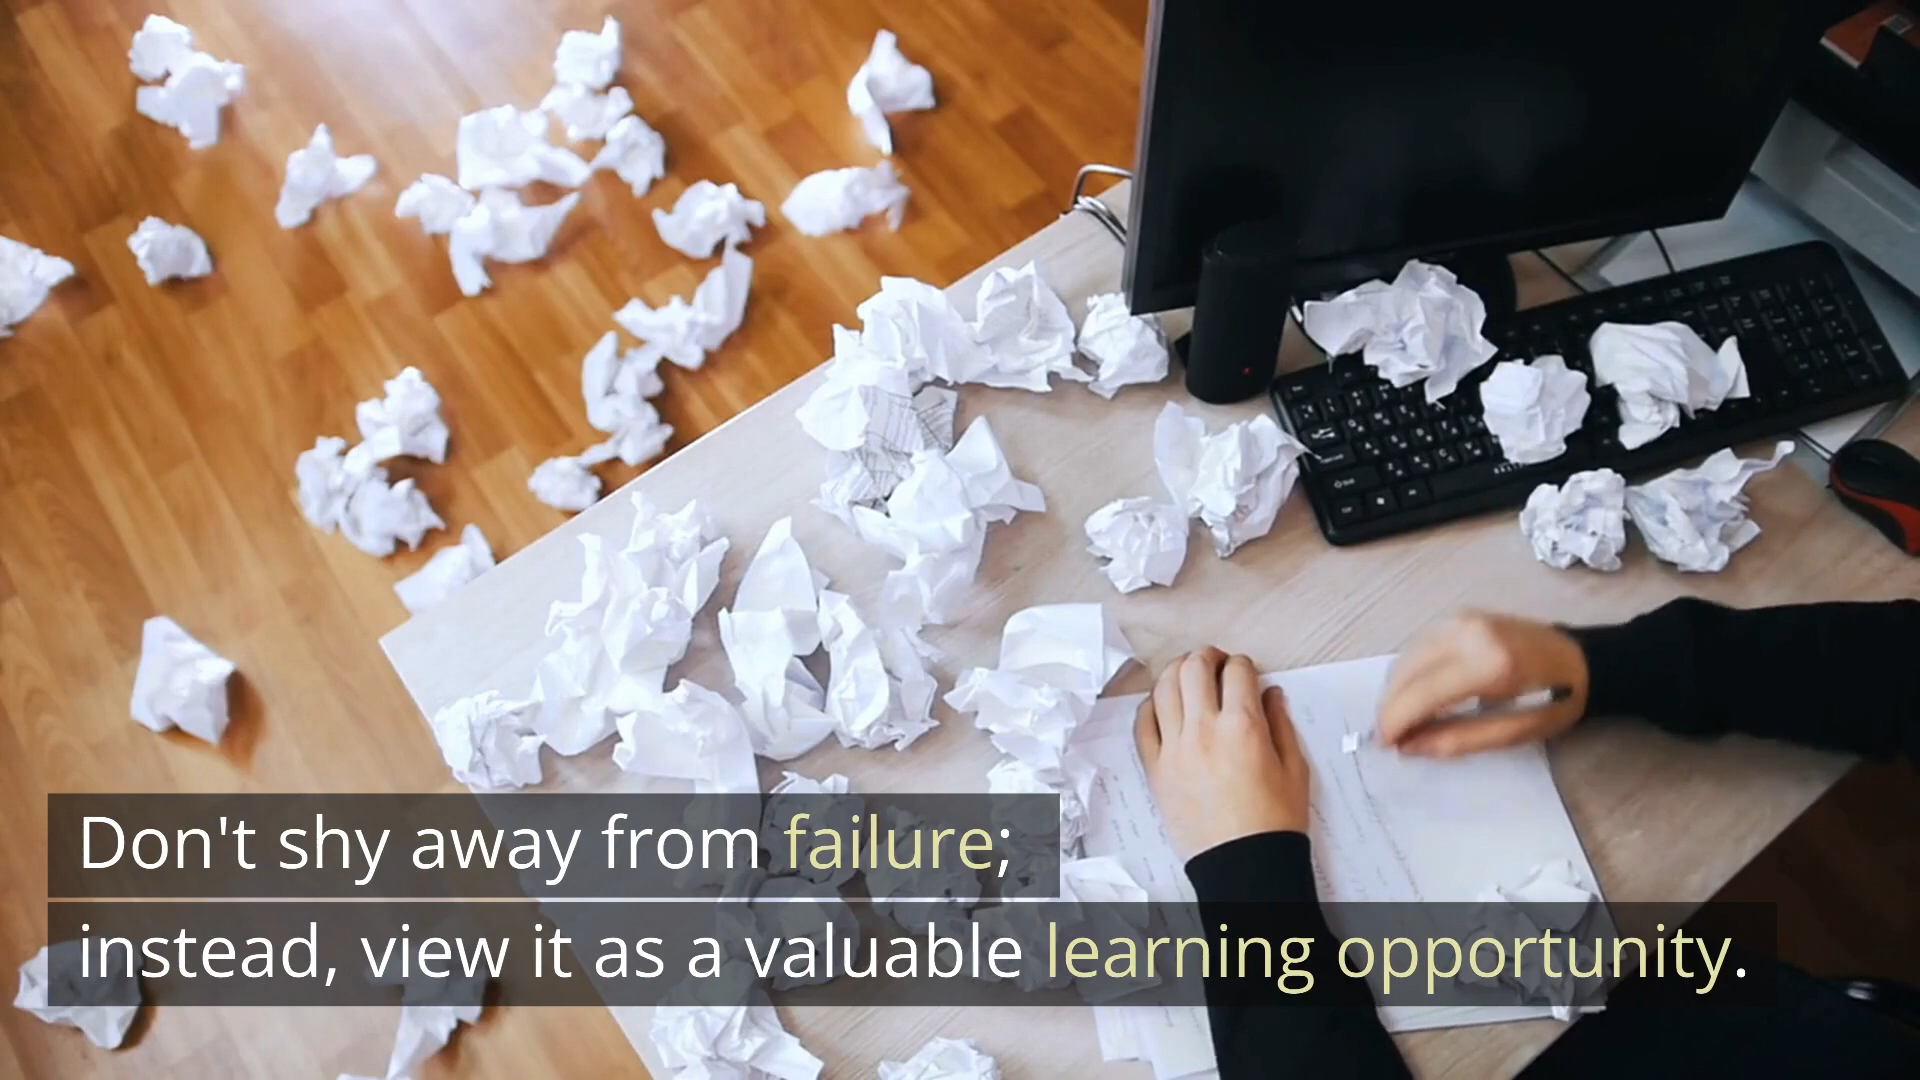 Don't shy away from failure;
instead, view it as a valuable learning opportunity.